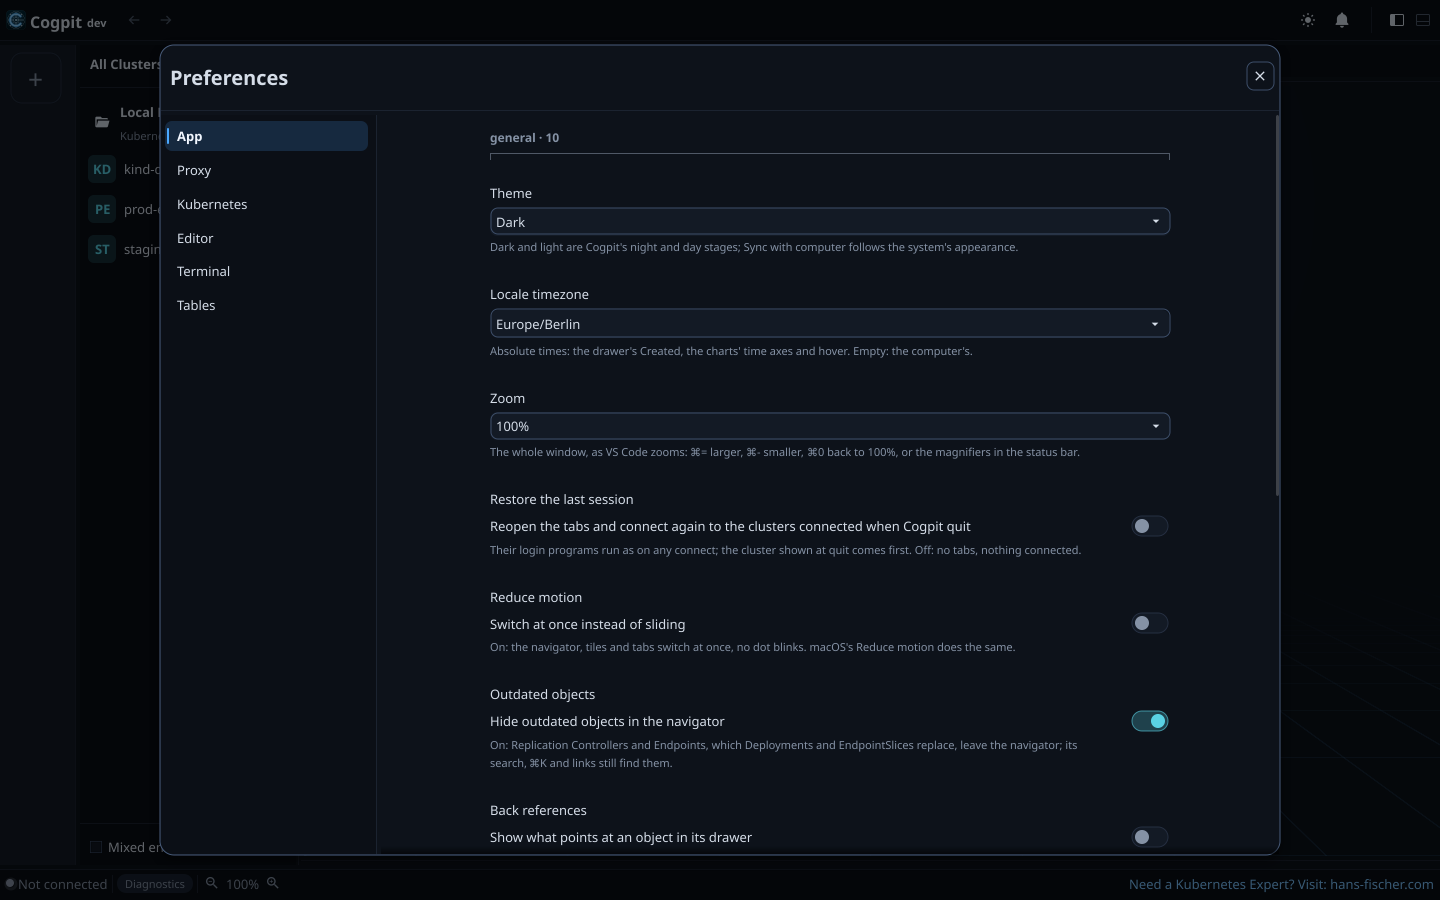 Cogpit dev
All Clusters
Local
Kubern
KD kind-c
PE prod-e
ST stagin
Mixed en
Preferences
App
Proxy
Kubernetes
Editor
Terminal
Tables
general · 10
Theme
Dark
Dark and light are Cogpit's night and day stages; Sync with computer follows the system's appearance.
Locale timezone
Europe/Berlin
Absolute times: the drawer's Created, the charts' time axes and hover. Empty: the computer's.
Zoom
100%
The whole window, as VS Code zooms: ⌘= larger, ⌘- smaller, ⌘0 back to 100%, or the magnifiers in the status bar.
Restore the last session
Reopen the tabs and connect again to the clusters connected when Cogpit quit
Their login programs run as on any connect; the cluster shown at quit comes first. Off: no tabs, nothing connected.
Reduce motion
Switch at once instead of sliding
On: the navigator, tiles and tabs switch at once, no dot blinks. macOS's Reduce motion does the same.
Outdated objects
Hide outdated objects in the navigator
On: Replication Controllers and Endpoints, which Deployments and EndpointSlices replace, leave the navigator; its
search, ⌘K and links still find them.
Back references
Show what points at an object in its drawer
Not connected
Diagnostics
100%
Need a Kubernetes Expert? Visit: hans-fischer.com